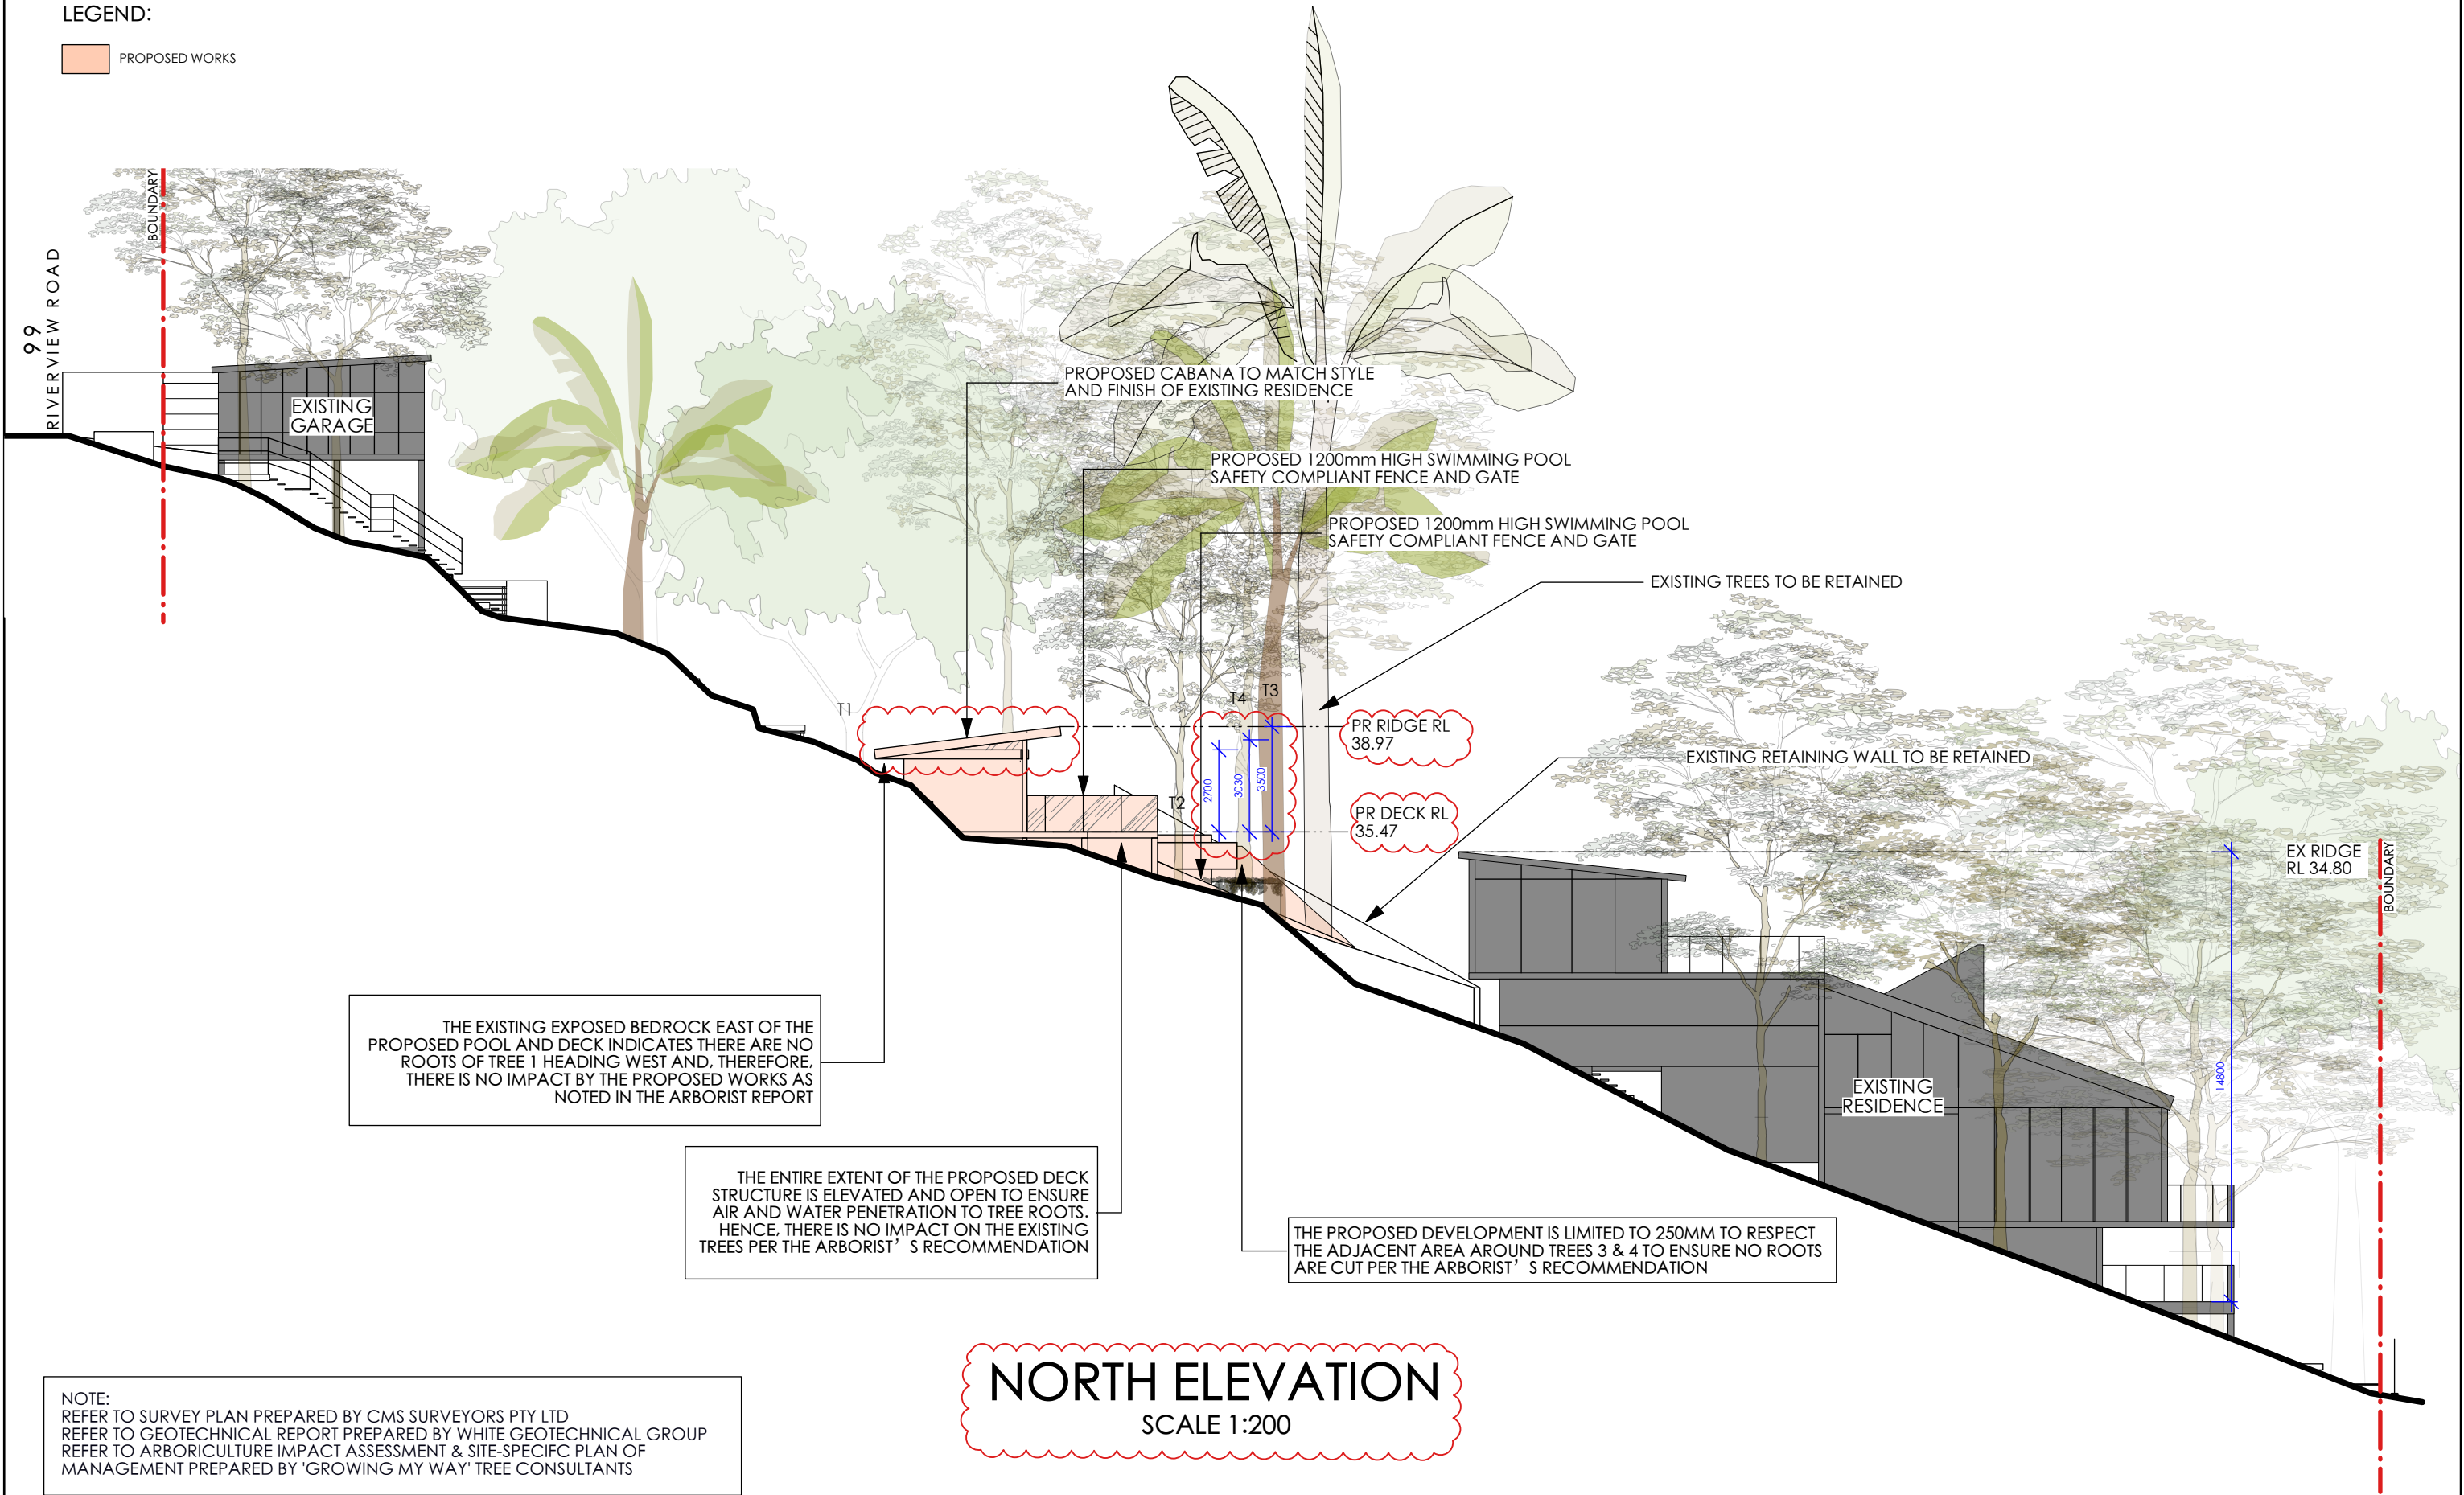 LEGEND:
PROPOSED WORKS
BOUNDARY
99
RIVERVIEW ROAD
EXISTING
GARAGE
PROPOSED CABANA TO MATCH STYLE
AND FINISH OF EXISTING RESIDENCE
PROPOSED 1200mm HIGH SWIMMING POOL
SAFETY COMPLIANT FENCE AND GATE
PROPOSED 1200mm HIGH SWIMMING POOL
SAFETY COMPLIANT FENCE AND GATE
EXISTING TREES TO BE RETAINED
T1
T4
T3
PR RIDGE RL
38.97
EXISTING RETAINING WALL TO BE RETAINED
2700
3030
3500
T2
PR DECK RL
35.47
EX RIDGE
RL 34.80
BOUNDARY
14800
EXISTING
RESIDENCE
THE EXISTING EXPOSED BEDROCK EAST OF THE
PROPOSED POOL AND DECK INDICATES THERE ARE NO
ROOTS OF TREE 1 HEADING WEST AND, THEREFORE,
THERE IS NO IMPACT BY THE PROPOSED WORKS AS
NOTED IN THE ARBORIST REPORT
THE ENTIRE EXTENT OF THE PROPOSED DECK
STRUCTURE IS ELEVATED AND OPEN TO ENSURE
AIR AND WATER PENETRATION TO TREE ROOTS.
HENCE, THERE IS NO IMPACT ON THE EXISTING
TREES PER THE ARBORIST' S RECOMMENDATION
THE PROPOSED DEVELOPMENT IS LIMITED TO 250MM TO RESPECT
THE ADJACENT AREA AROUND TREES 3 & 4 TO ENSURE NO ROOTS
ARE CUT PER THE ARBORIST' S RECOMMENDATION
NORTH ELEVATION
SCALE 1:200
NOTE:
REFER TO SURVEY PLAN PREPARED BY CMS SURVEYORS PTY LTD
REFER TO GEOTECHNICAL REPORT PREPARED BY WHITE GEOTECHNICAL GROUP
REFER TO ARBORICULTURE IMPACT ASSESSMENT & SITE-SPECIFC PLAN OF
MANAGEMENT PREPARED BY 'GROWING MY WAY' TREE CONSULTANTS